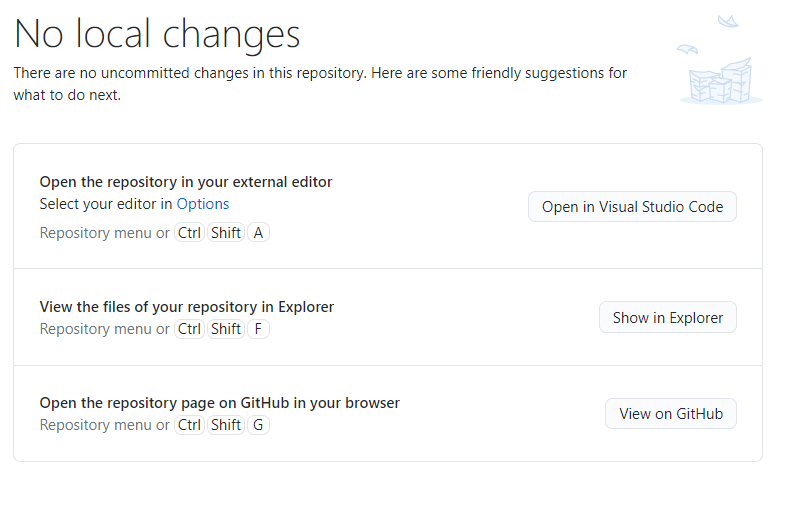 No local changes
There are no uncommitted changes in this repository. Here are some friendly suggestions for
what to do next.
Open the repository in your external editor
Select your editor in Options
Repository menu or Ctrl Shift A
Open in Visual Studio Code
View the files of your repository in Explorer
Repository menu or Ctrl Shift F
Show in Explorer
Open the repository page on GitHub in your browser
Repository menu or Ctrl Shift G
View on GitHub